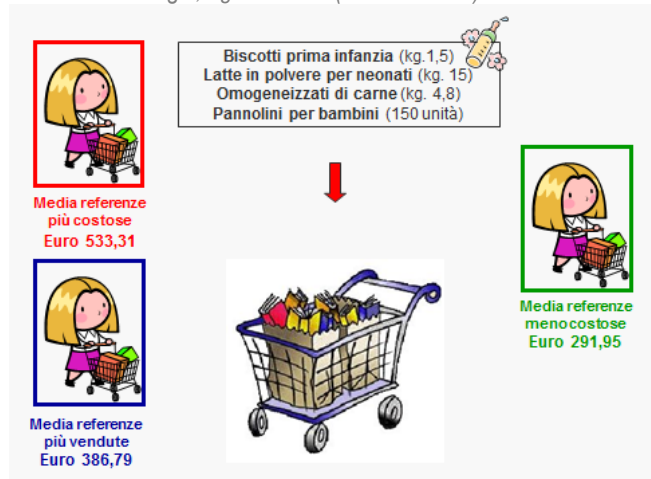 Biscotti prima infanzia (kg.1,5)
Latte in polvere per neonati (kg. 15)
Omogeneizzati di carne (kg. 4,8)
Pannolini per bambini (150 unità)
Media referenze
più costose
Euro 533,31
Media referenze
meno costose
Euro 291,95
Media referenze
più vendute
Euro 386,79